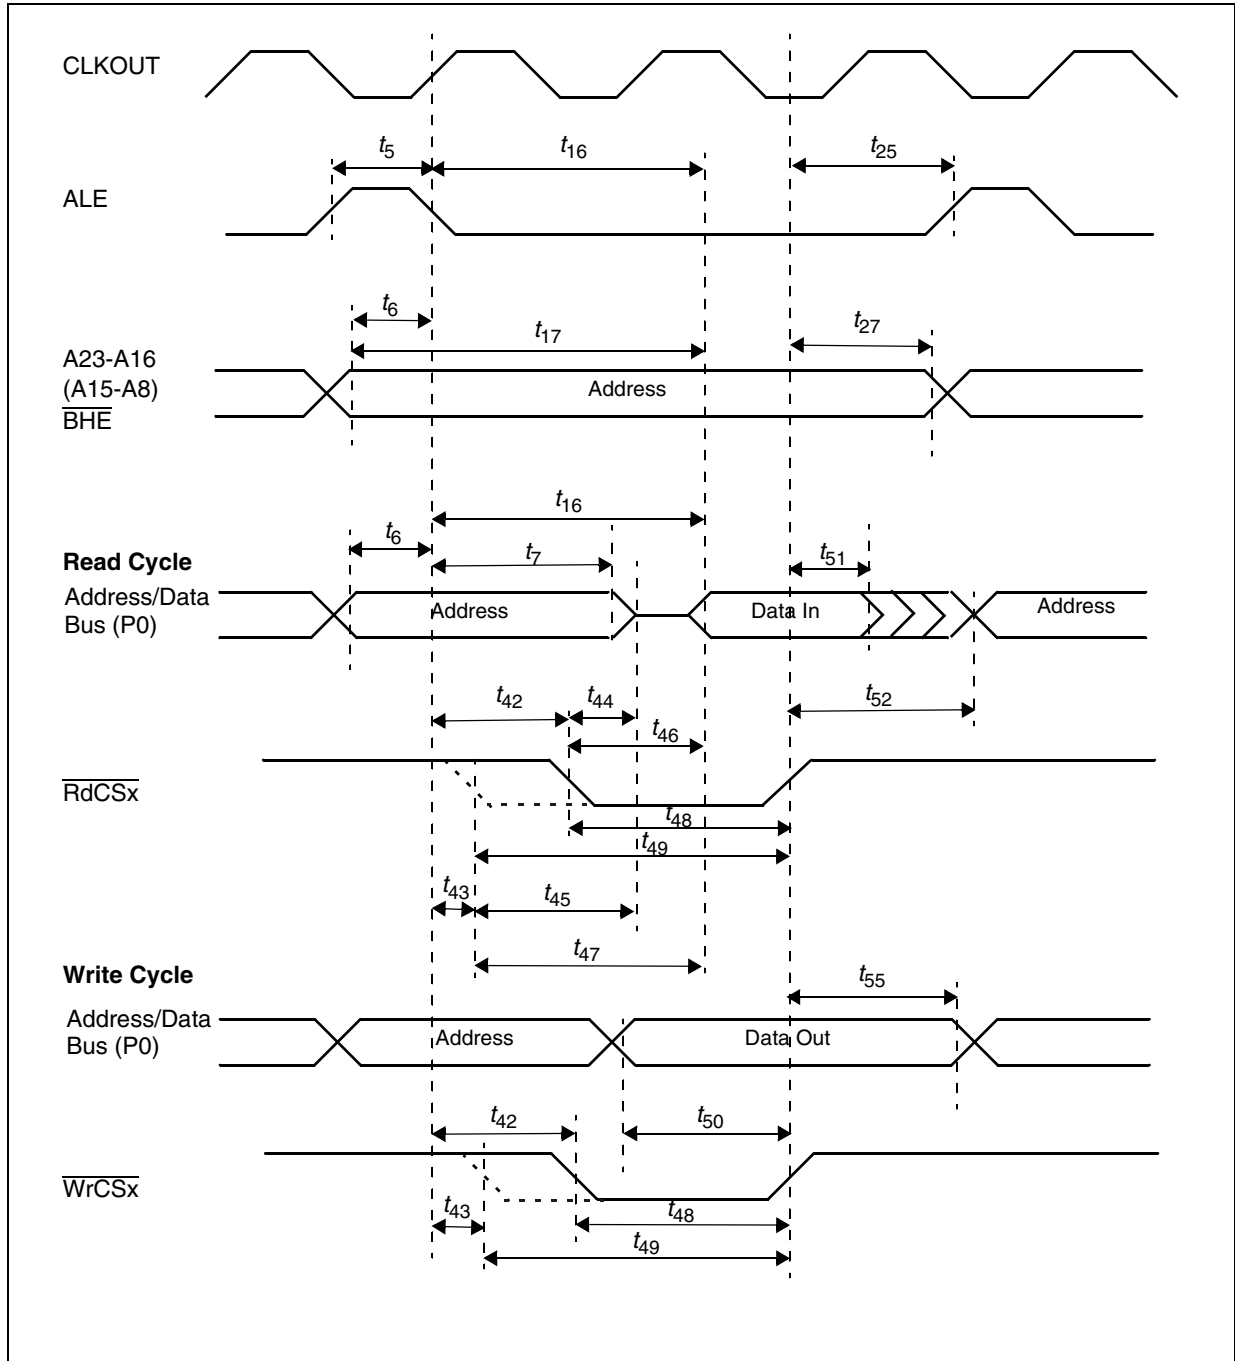 CLKOUT
t5 t16 t25
ALE
t6 t17 t27
A23-A16
(A15-A8)
BHE
Address
t16
t6 t7 t51
Read Cycle
Address/Data
Bus (P0)
Address Data In Address
t42 t44 t52
t46
RdCSx
t48
t49
t43 t45
t47
Write Cycle
t55
Address/Data
Bus (P0)
Address Data Out
t42 t50
WrCSx
t43 t48
t49